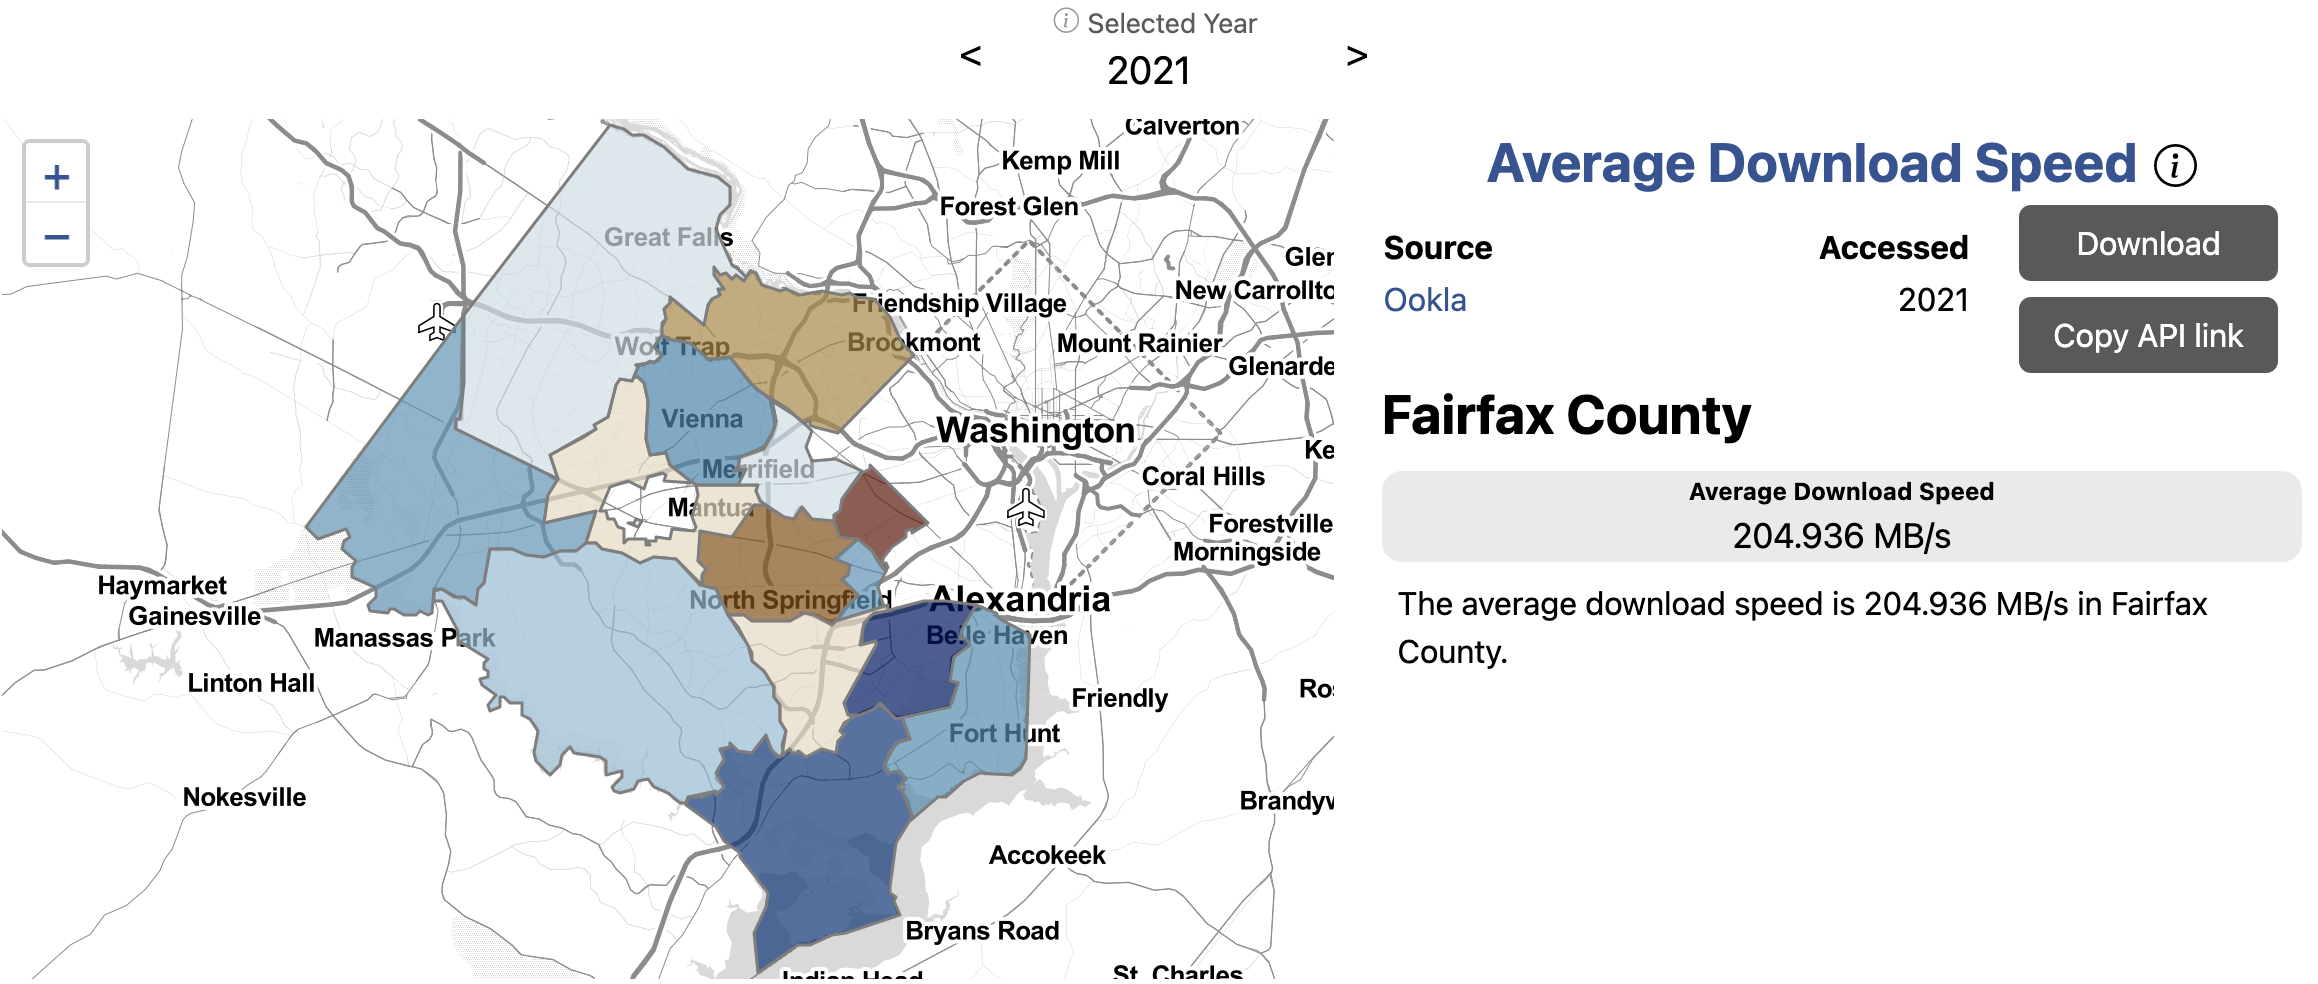 ⓘ Selected Year
<
2021
>
+
−
Calverton
Kemp Mill
Forest Glen
Great Falls
Glen
New Carrollto
Friendship Village
Wolf Trap
Brookmont
Mount Rainier
Glenarde
Vienna
Washington
Ke
Merrifield
Coral Hills
Mantua
Forestville
Morningside
Haymarket
Gainesville
North Springfield
Alexandria
Manassas Park
Belle Haven
Linton Hall
Friendly
Ros
Fort Hunt
Nokesville
Brandyv
Accokeek
Bryans Road
Indian Head
St. Charles
Average Download Speed ⓘ
Source
Accessed
Download
Ookla
2021
Copy API link
Fairfax County
Average Download Speed
204.936 MB/s
The average download speed is 204.936 MB/s in Fairfax
County.